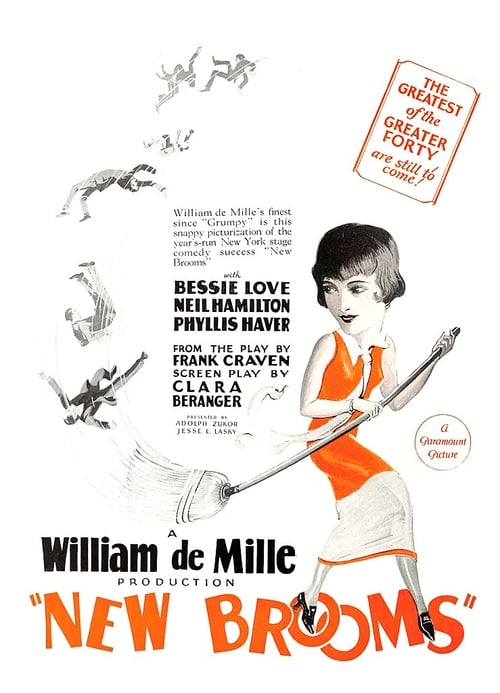 THE
GREATEST
of the
GREATER
FORTY
are still to
come!
William de Mille's finest
since "Grumpy" is this
snappy picturization of the
year's-run New York stage
comedy success "New
Brooms"
with
BESSIE LOVE
NEIL HAMILTON
PHYLLIS HAVER
FROM THE PLAY BY
FRANK CRAVEN
SCREEN PLAY BY
CLARA
BERANGER
PRESENTED BY
ADOLPH ZUKOR
JESSE L. LASKY
a
Paramount
Picture
A
William de Mille
PRODUCTION
"NEW BROOMS"